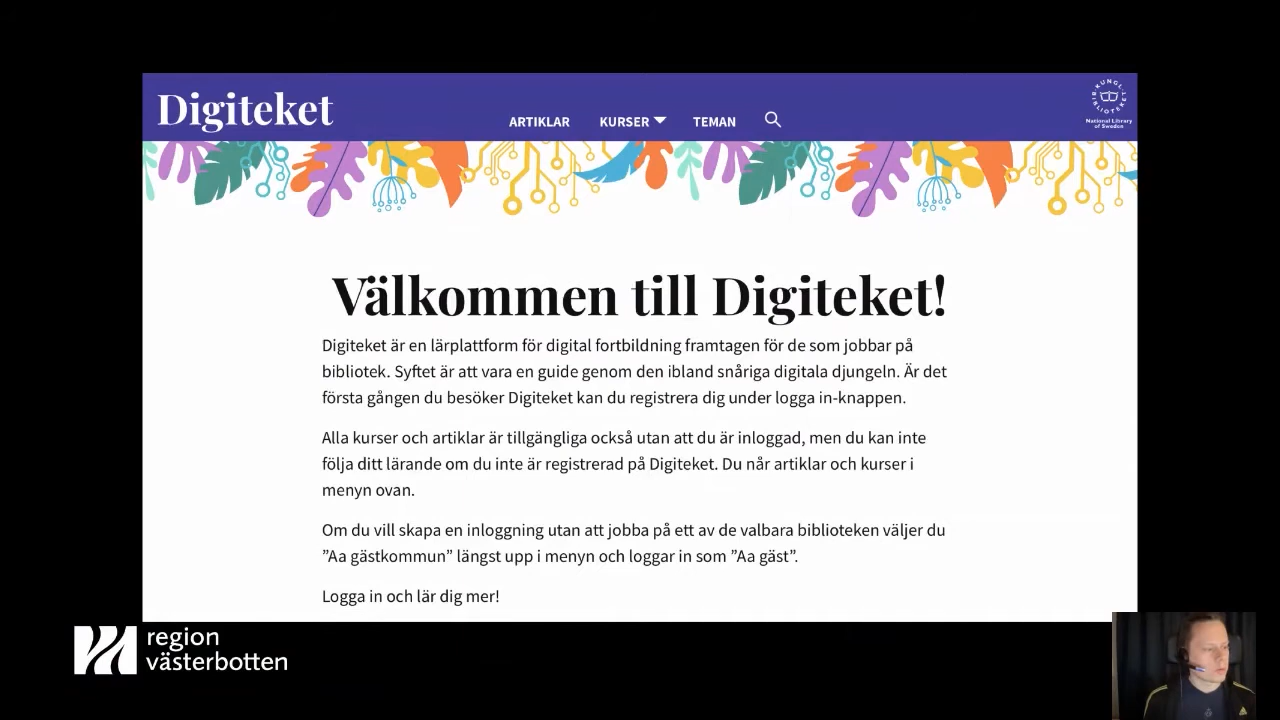 Digiteket
ARTIKLAR
KURSER
TEMAN
KUNGL.
BIBLIOTEKET
National Library
of Sweden
Välkommen till Digiteket!
Digiteket är en lärplattform för digital fortbildning framtagen för de som jobbar på
bibliotek. Syftet är att vara en guide genom den ibland snåriga digitala djungeln. Är det
första gången du besöker Digiteket kan du registrera dig under logga in-knappen.
Alla kurser och artiklar är tillgängliga också utan att du är inloggad, men du kan inte
följa ditt lärande om du inte är registrerad på Digiteket. Du når artiklar och kurser i
menyn ovan.
Om du vill skapa en inloggning utan att jobba på ett av de valbara biblioteken väljer du
”Aa gästkommun” längst upp i menyn och loggar in som ”Aa gäst”.
Logga in och lär dig mer!
region
västerbotten